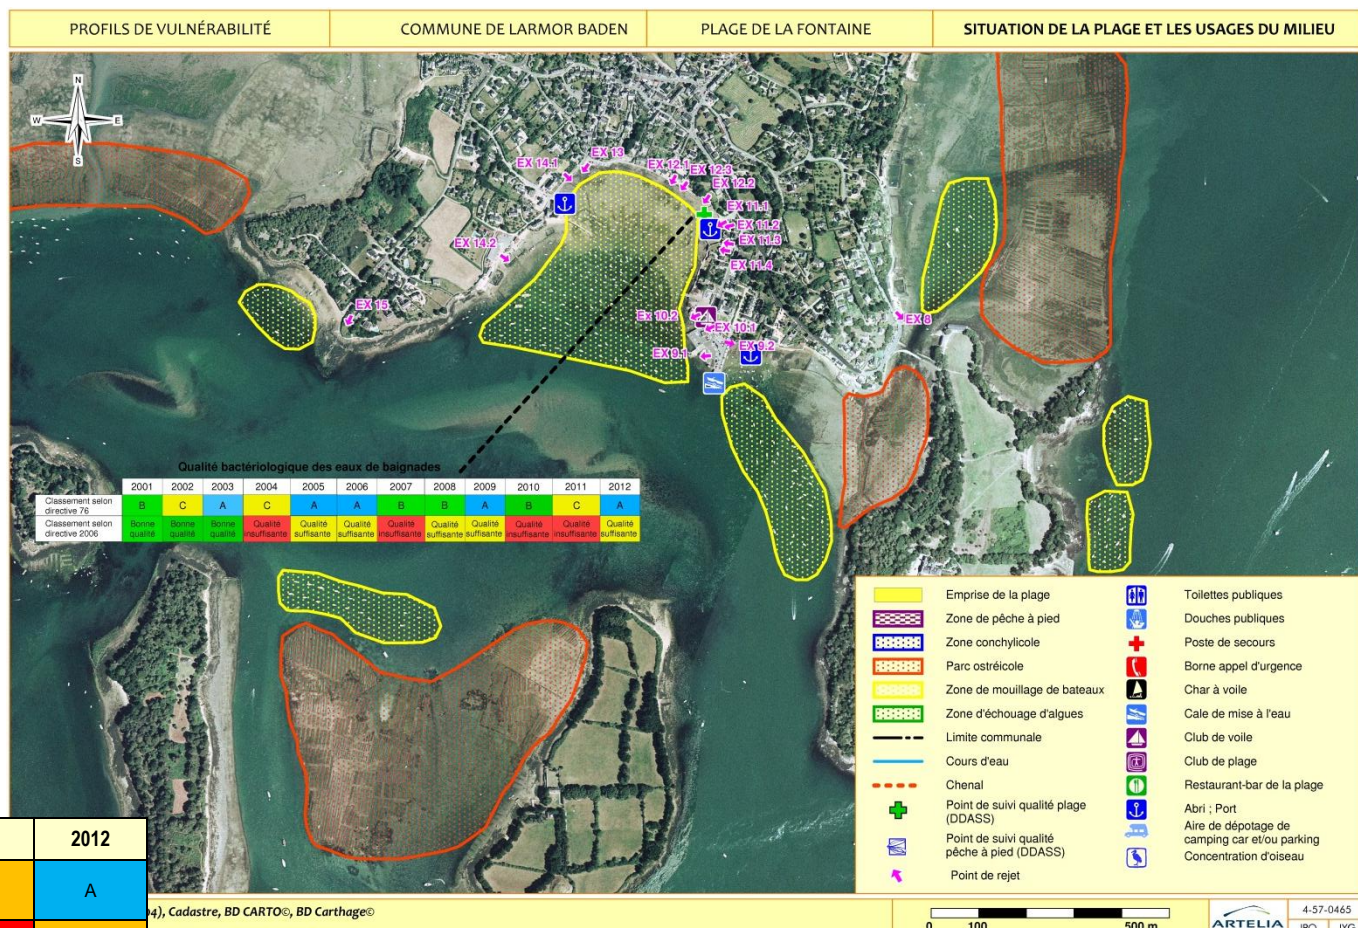 PROFILS DE VULNÉRABILITÉ
COMMUNE DE LARMOR BADEN
PLAGE DE LA FONTAINE
SITUATION DE LA PLAGE ET LES USAGES DU MILIEU
N
W
E
S
EX 14.1
EX 13
EX 12.1
EX 12.3
EX 12.2
EX 11.1
EX 11.2
EX 11.3
EX 11.4
EX 14.2
EX 15
Ex 10.2
EX 10.1
EX 9.1
EX 9.2
EX 8
Qualité bactériologique des eaux de baignades
2001 2002 2003 2004 2005 2006 2007 2008 2009 2010 2011 2012
Classement selon directive 76 B C A C A A B B A B C A
Classement selon directive 2006 Bonne qualité Bonne qualité Bonne qualité Qualité insuffisante Qualité suffisante Qualité suffisante Qualité insuffisante Qualité suffisante Qualité suffisante Qualité insuffisante Qualité insuffisante Qualité suffisante
Emprise de la plage
Zone de pêche à pied
Zone conchylicole
Parc ostréicole
Zone de mouillage de bateaux
Zone d'échouage d'algues
Limite communale
Cours d'eau
Chenal
Point de suivi qualité plage
(DDASS)
Point de suivi qualité
pêche à pied (DDASS)
Point de rejet
Toilettes publiques
Douches publiques
Poste de secours
Borne appel d'urgence
Char à voile
Cale de mise à l'eau
Club de voile
Club de plage
Restaurant-bar de la plage
Abri ; Port
Aire de dépotage de
camping car et/ou parking
Concentration d'oiseau
2012
A
04), Cadastre, BD CARTO©, BD Carthage©
0 100 500 m
ARTELIA
4-57-0465